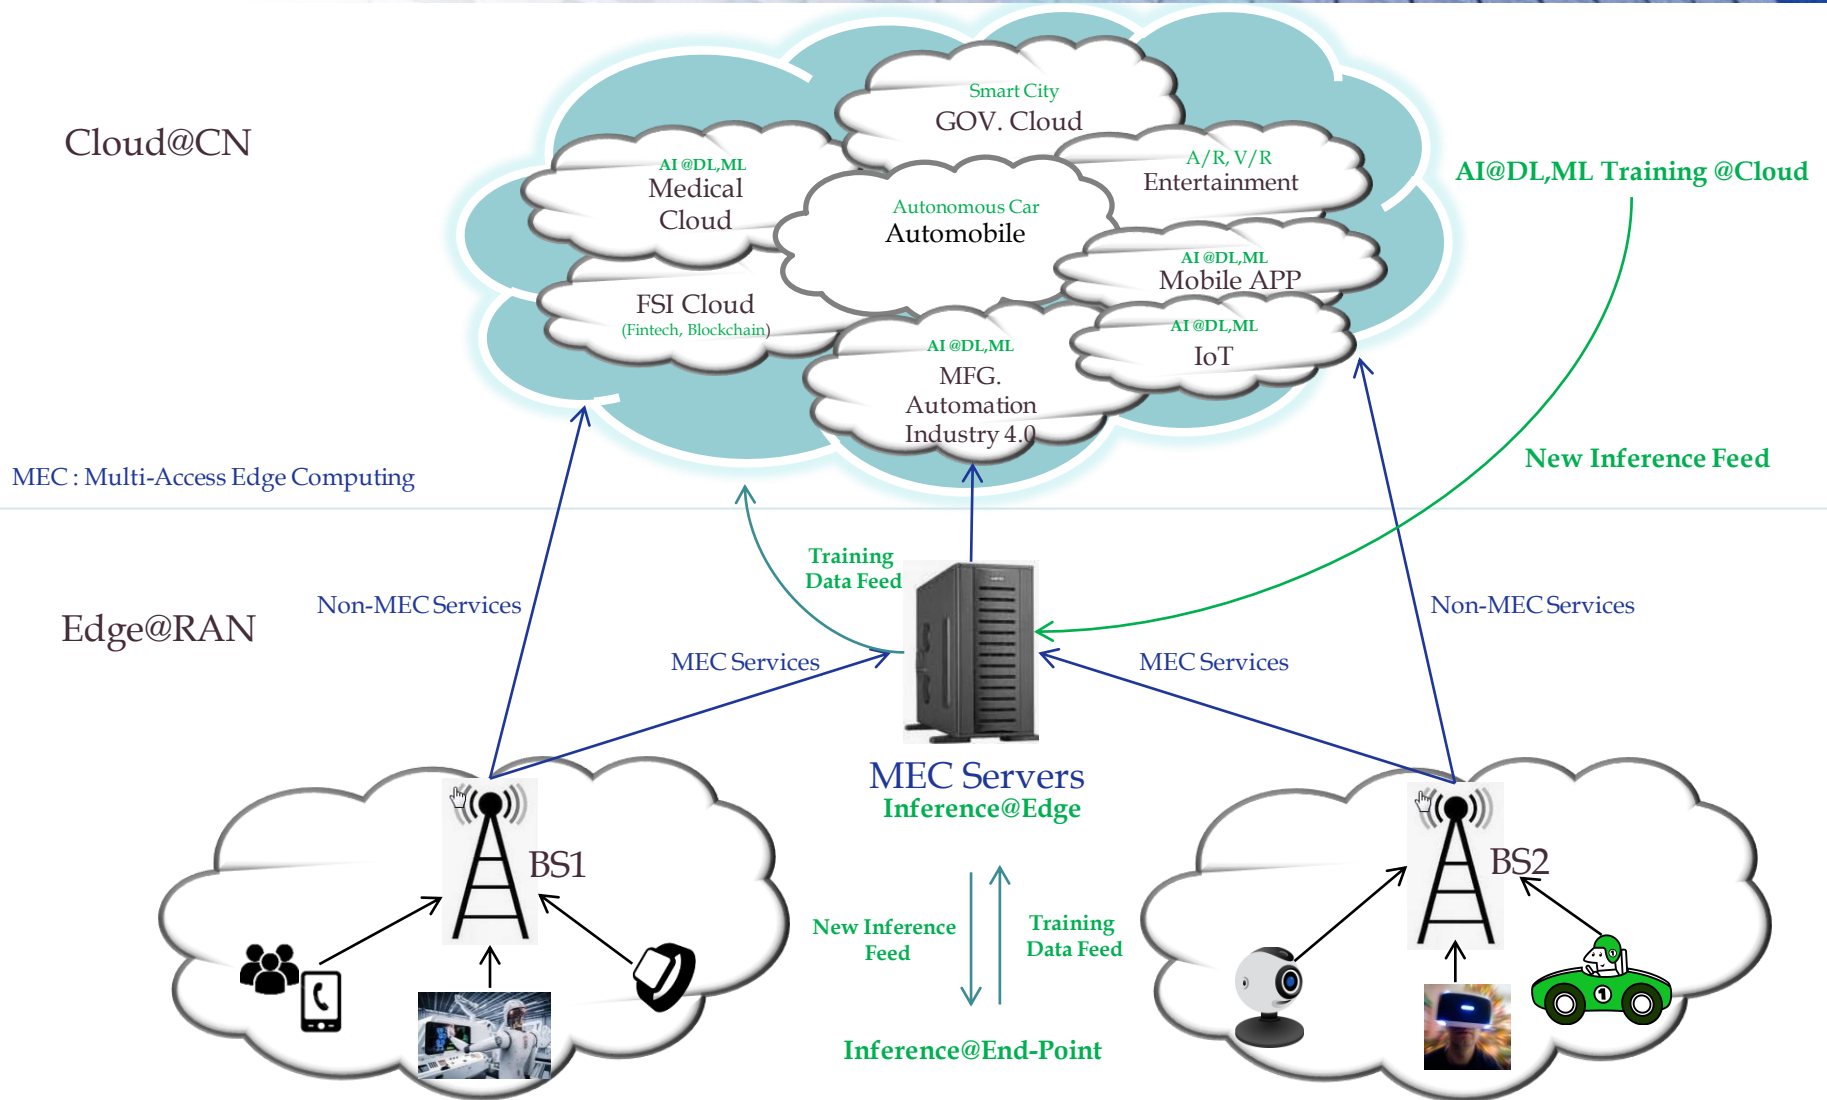 Smart City
GOV. Cloud
Cloud@CN
AI@DL,ML
Medical
Cloud
A/R, V/R
Entertainment
AI@DL,ML Training @Cloud
Autonomous Car
Automobile
AI@DL,ML
Mobile APP
FSI Cloud
(Fintech, Blockchain)
AI@DL,ML
IoT
AI@DL,ML
MFG.
Automation
Industry 4.0
New Inference Feed
MEC : Multi-Access Edge Computing
Training
Data Feed
Non-MEC Services
Non-MEC Services
Edge@RAN
MEC Services
MEC Services
MEC Servers
Inference@Edge
BS1
BS2
New Inference
Feed
Training
Data Feed
1
1
Inference@End-Point